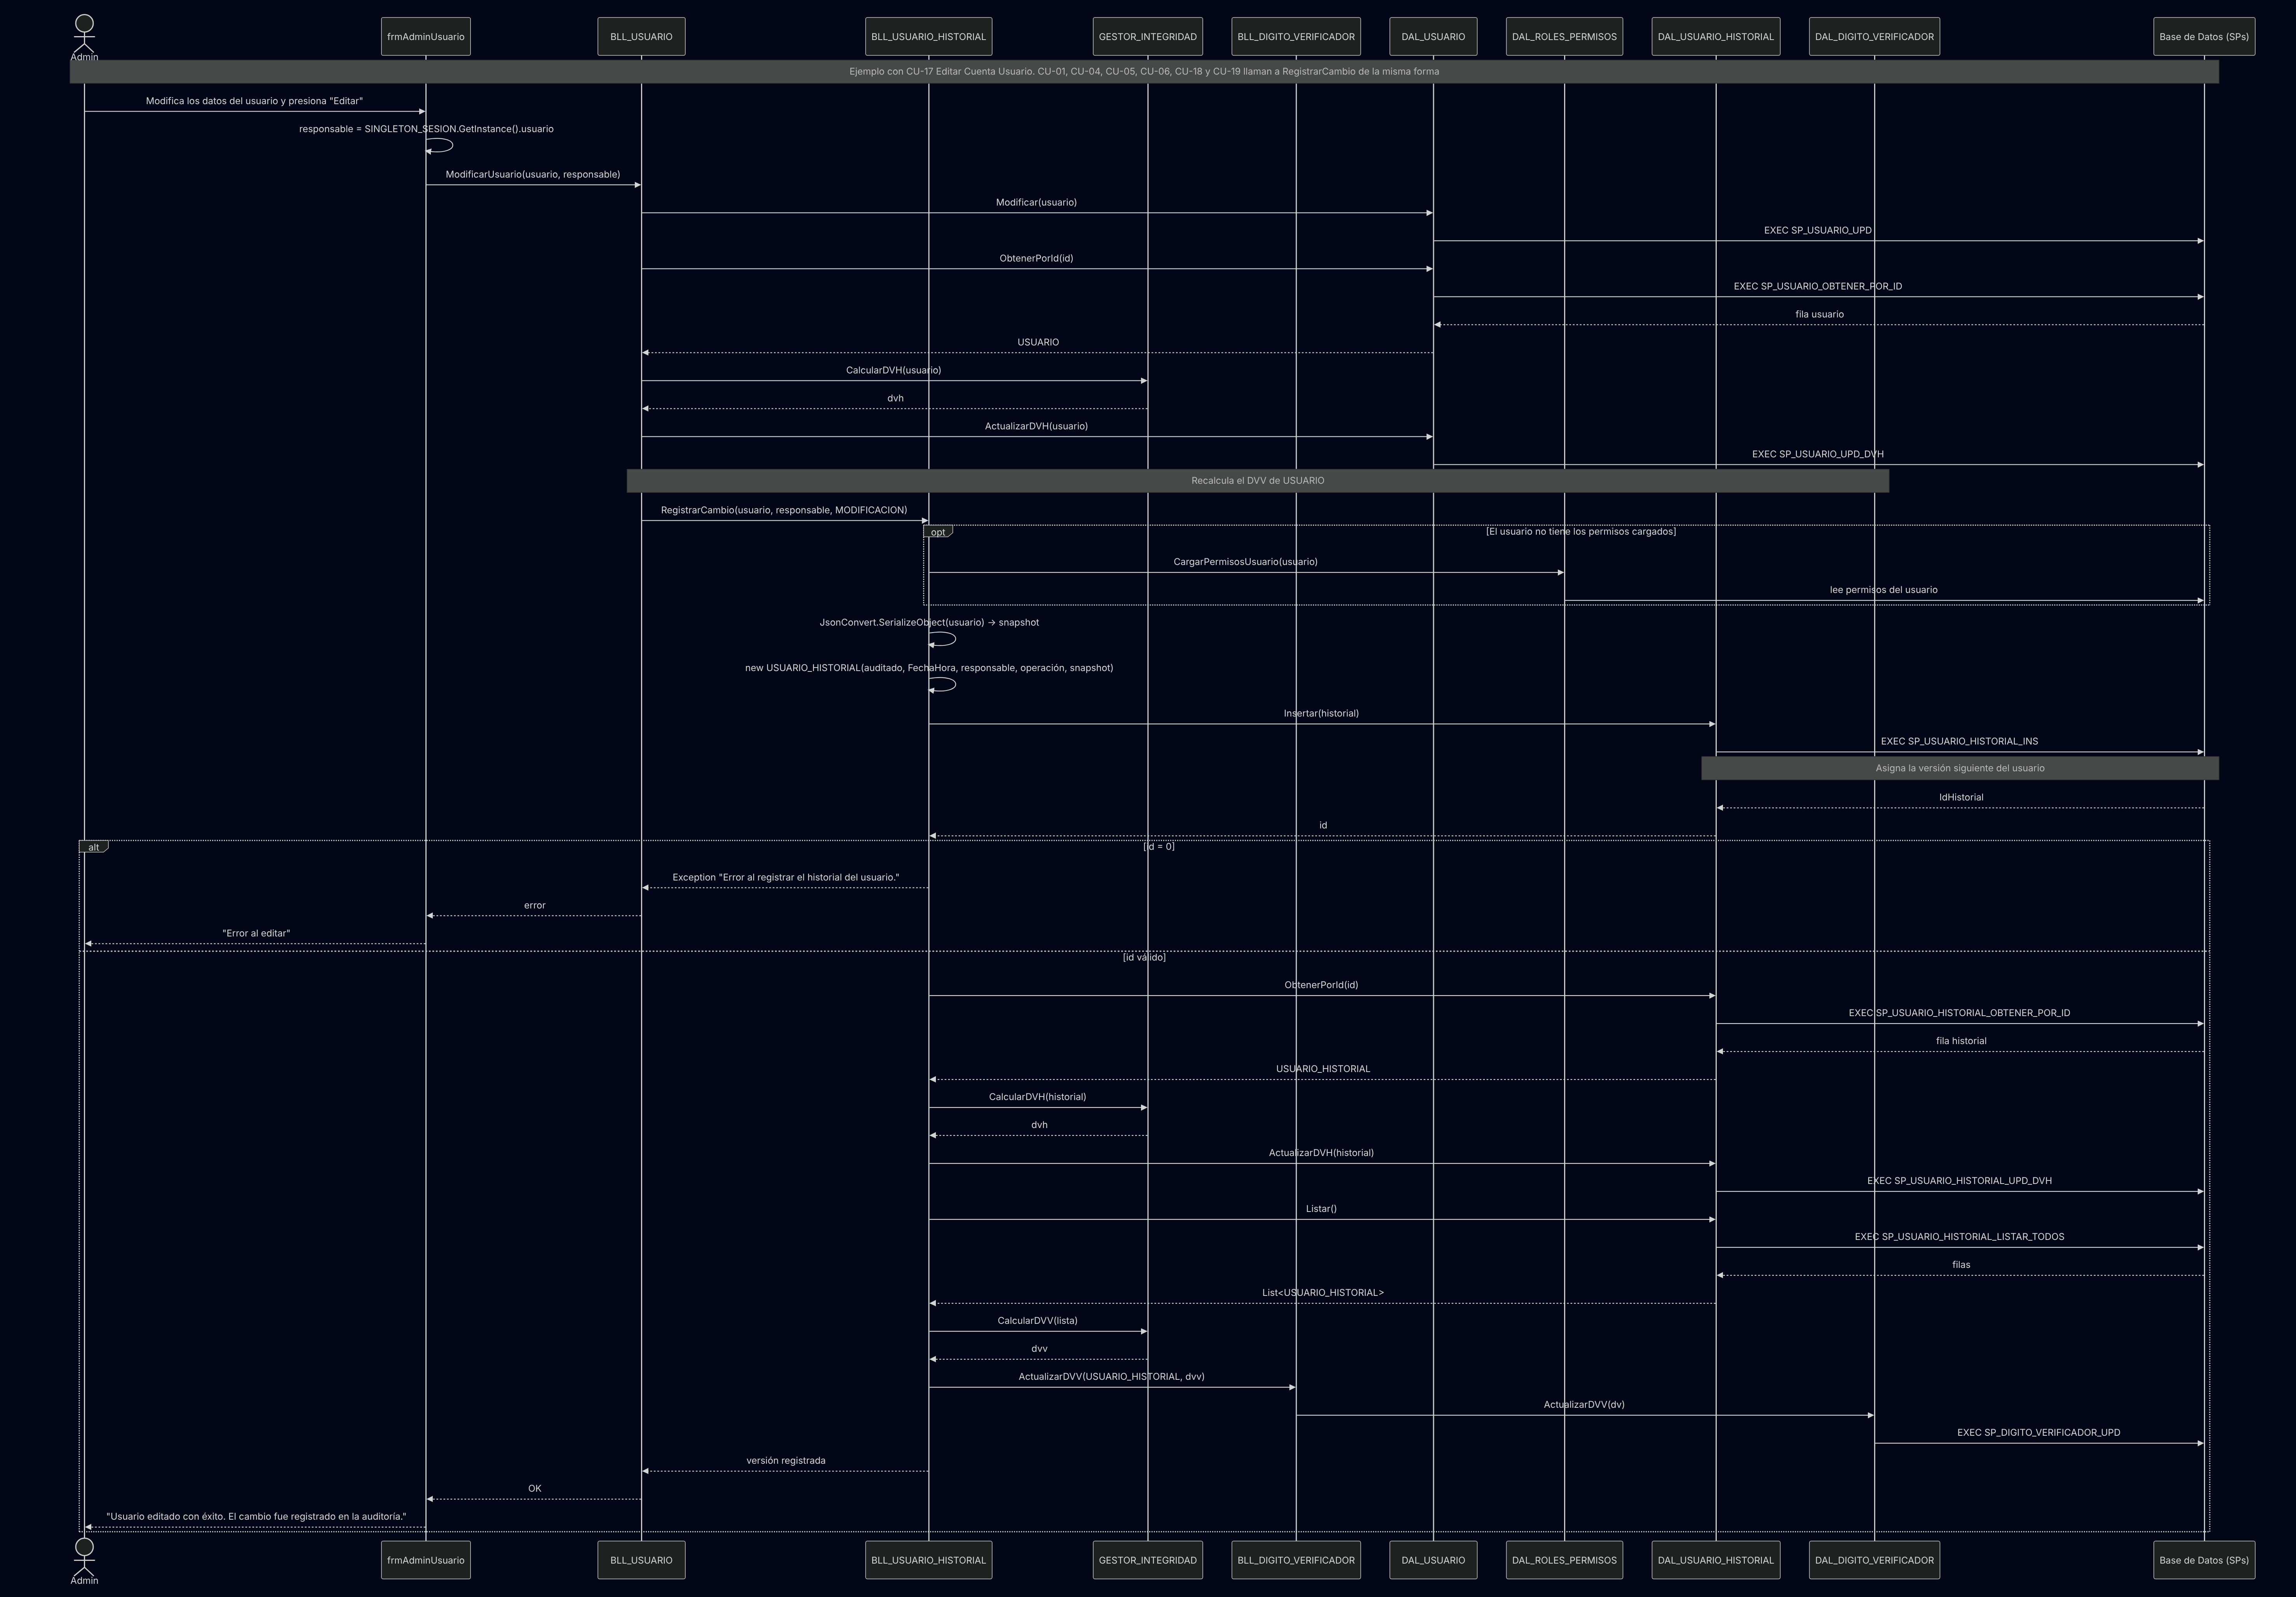 Admin
frmAdminUsuario
BLL_USUARIO
BLL_USUARIO_HISTORIAL
GESTOR_INTEGRIDAD
BLL_DIGITO_VERIFICADOR
DAL_USUARIO
DAL_ROLES_PERMISOS
DAL_USUARIO_HISTORIAL
DAL_DIGITO_VERIFICADOR
Base de Datos (SPs)
Ejemplo con CU-17 Editar Cuenta Usuario. CU-01, CU-04, CU-05, CU-06, CU-18 y CU-19 llaman a RegistrarCambio de la misma forma
Modifica los datos del usuario y presiona "Editar"
responsable = SINGLETON_SESION.GetInstance().usuario
ModificarUsuario(usuario, responsable)
Modificar(usuario)
EXEC SP_USUARIO_UPD
ObtenerPorId(id)
EXEC SP_USUARIO_OBTENER_POR_ID
fila usuario
USUARIO
CalcularDVH(usuario)
dvh
ActualizarDVH(usuario)
EXEC SP_USUARIO_UPD_DVH
Recalcula el DVV de USUARIO
RegistrarCambio(usuario, responsable, MODIFICACION)
opt
[El usuario no tiene los permisos cargados]
CargarPermisosUsuario(usuario)
lee permisos del usuario
JsonConvert.SerializeObject(usuario) → snapshot
new USUARIO_HISTORIAL(auditado, FechaHora, responsable, operación, snapshot)
Insertar(historial)
EXEC SP_USUARIO_HISTORIAL_INS
Asigna la versión siguiente del usuario
IdHistorial
id
alt
[id = 0]
Exception "Error al registrar el historial del usuario."
error
"Error al editar"
[id válido]
ObtenerPorId(id)
EXEC SP_USUARIO_HISTORIAL_OBTENER_POR_ID
fila historial
USUARIO_HISTORIAL
CalcularDVH(historial)
dvh
ActualizarDVH(historial)
EXEC SP_USUARIO_HISTORIAL_UPD_DVH
Listar()
EXEC SP_USUARIO_HISTORIAL_LISTAR_TODOS
filas
List<USUARIO_HISTORIAL>
CalcularDVV(lista)
dvv
ActualizarDVV(USUARIO_HISTORIAL, dvv)
ActualizarDVV(dv)
EXEC SP_DIGITO_VERIFICADOR_UPD
versión registrada
OK
"Usuario editado con éxito. El cambio fue registrado en la auditoría."
Admin
frmAdminUsuario
BLL_USUARIO
BLL_USUARIO_HISTORIAL
GESTOR_INTEGRIDAD
BLL_DIGITO_VERIFICADOR
DAL_USUARIO
DAL_ROLES_PERMISOS
DAL_USUARIO_HISTORIAL
DAL_DIGITO_VERIFICADOR
Base de Datos (SPs)